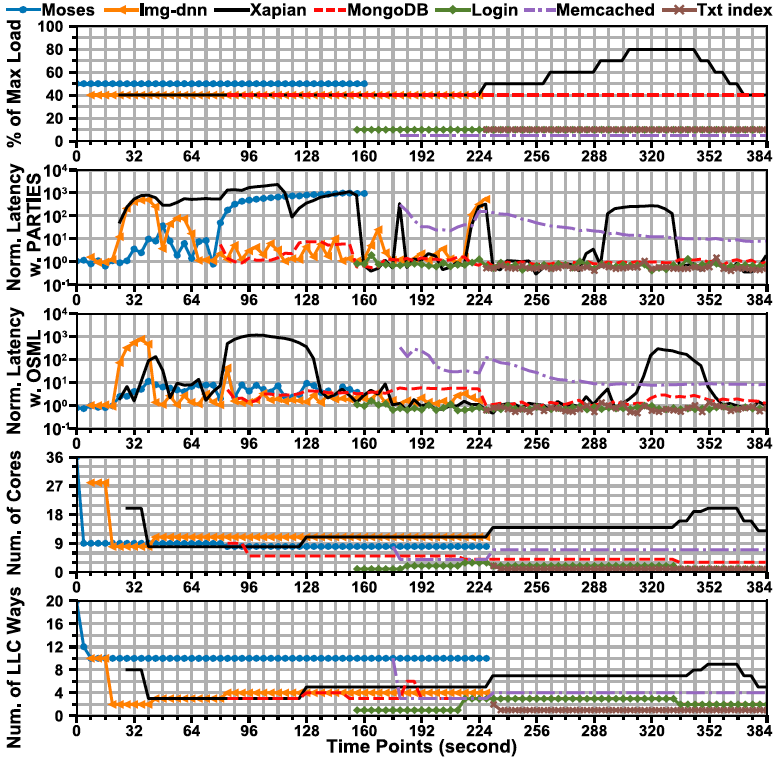 Moses Img-dnn Xapian MongoDB Login Memcached Txt index
% of Max Load
100
80
60
40
20
0
0 32 64 96 128 160 192 224 256 288 320 352 384
Norm. Latency
w. PARTIES
10^4
10^3
10^2
10^1
10^0
10^-1
0 32 64 96 128 160 192 224 256 288 320 352 384
Norm. Latency
w. OSML
10^4
10^3
10^2
10^1
10^0
10^-1
0 32 64 96 128 160 192 224 256 288 320 352 384
Num. of Cores
36
27
18
9
0
0 32 64 96 128 160 192 224 256 288 320 352 384
Num. of LLC Ways
20
16
12
8
4
0
0 32 64 96 128 160 192 224 256 288 320 352 384
Time Points (second)